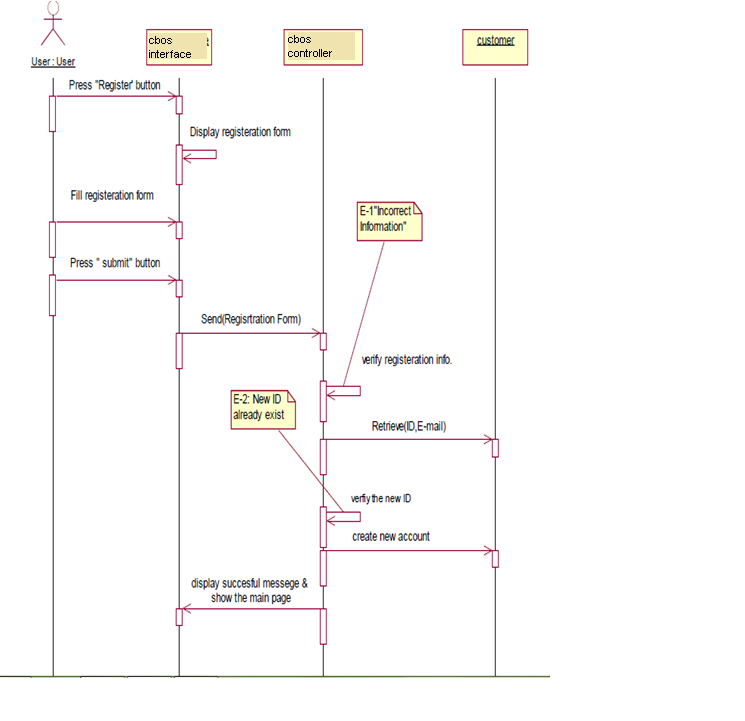 cbos
interface
cbos
controller
customer
User : User
Press "Register' button
Display registeration form
Fill registeration form
E-1"Incorrect
Information"
Press " submit" button
Send(Regisrtration Form)
verify registeration info.
E-2: New ID
already exist
Retrieve(ID,E-mail)
verfiy the new ID
create new account
display succesful messege &
show the main page